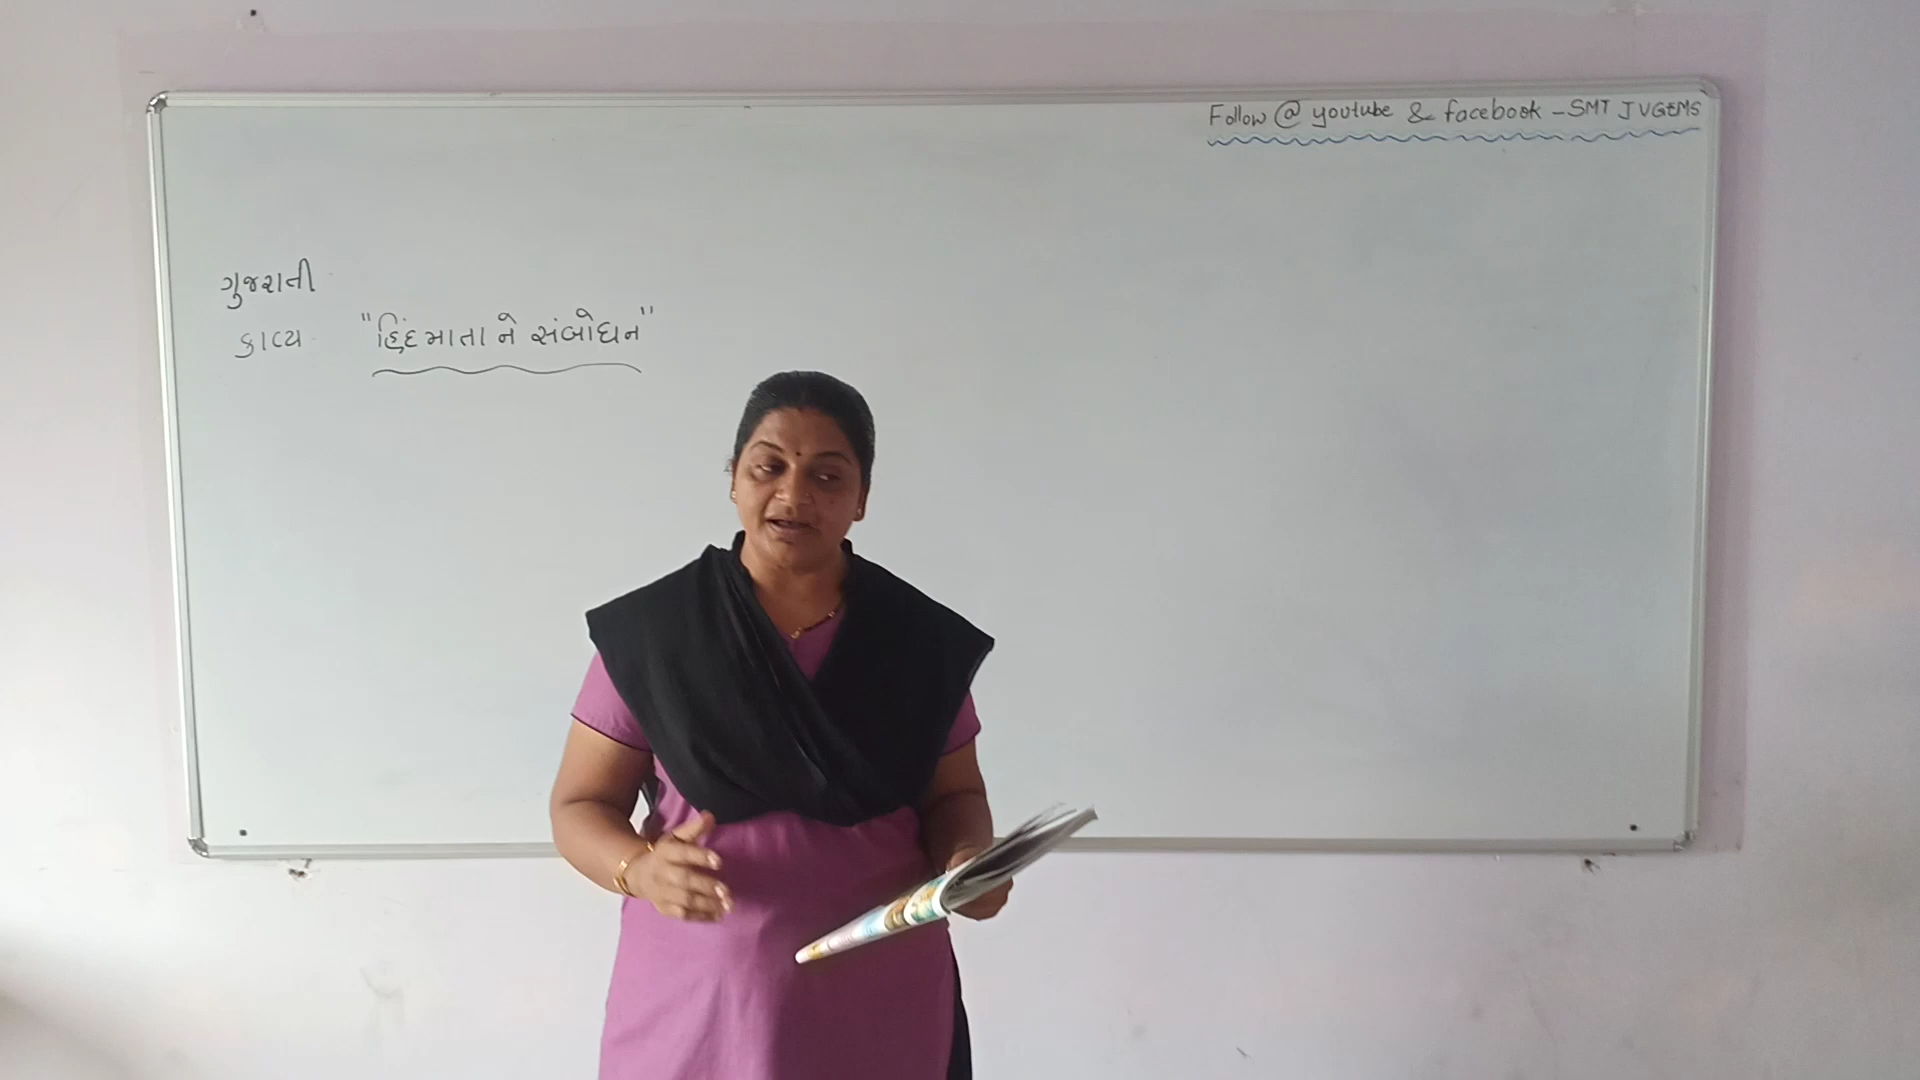 Follow @ youtube & facebook - SMT J V GEMS
ગુજરાતી
કાવ્ય "હિંદમાતા ને સંબોધન"